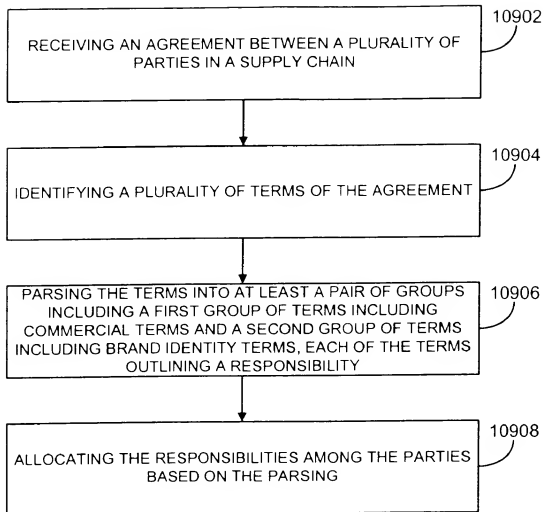 10902
RECEIVING AN AGREEMENT BETWEEN A PLURALITY OF
PARTIES IN A SUPPLY CHAIN
10904
IDENTIFYING A PLURALITY OF TERMS OF THE AGREEMENT
10906
PARSING THE TERMS INTO AT LEAST A PAIR OF GROUPS
INCLUDING A FIRST GROUP OF TERMS INCLUDING
COMMERCIAL TERMS AND A SECOND GROUP OF TERMS
INCLUDING BRAND IDENTITY TERMS, EACH OF THE TERMS
OUTLINING A RESPONSIBILITY
10908
ALLOCATING THE RESPONSIBILITIES AMONG THE PARTIES
BASED ON THE PARSING